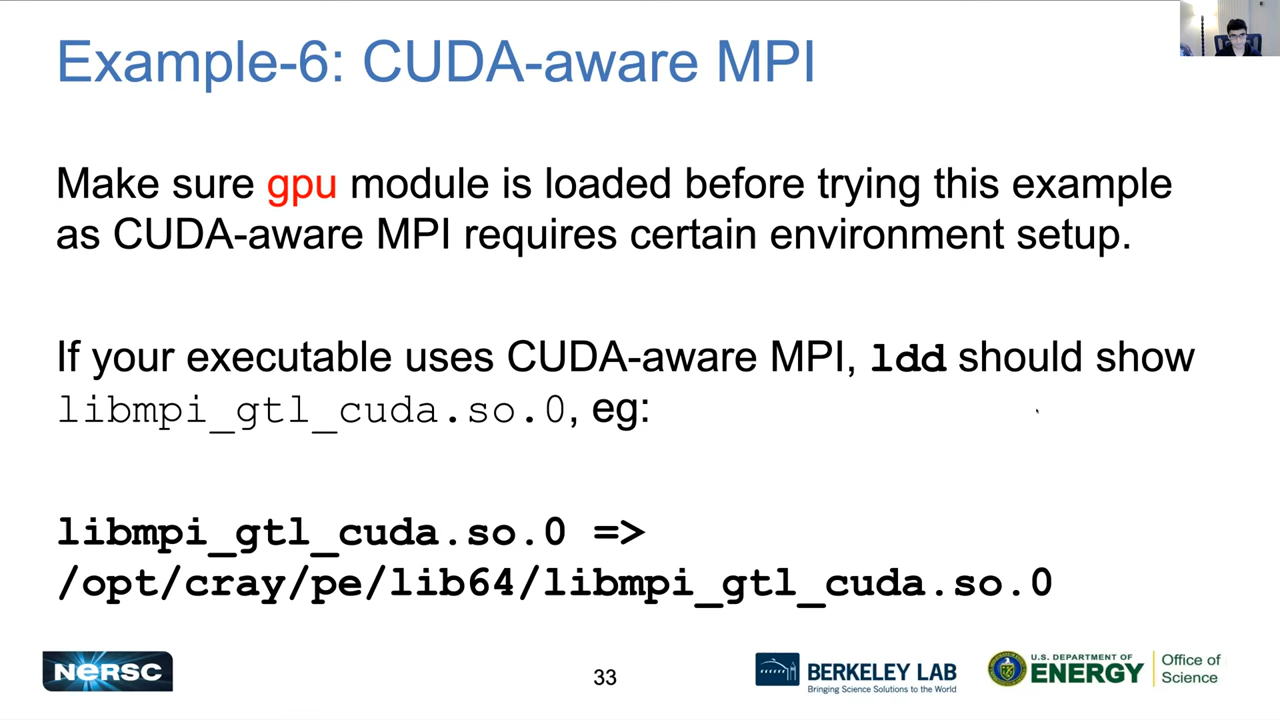 Example-6: CUDA-aware MPI
Make sure gpu module is loaded before trying this example
as CUDA-aware MPI requires certain environment setup.
If your executable uses CUDA-aware MPI, ldd should show
libmpi_gtl_cuda.so.0, eg:
libmpi_gtl_cuda.so.0 =>
/opt/cray/pe/lib64/libmpi_gtl_cuda.so.0
NERSC
33
BERKELEY LAB
Bringing Science Solutions to the World
U.S. DEPARTMENT OF
ENERGY
Office of
Science